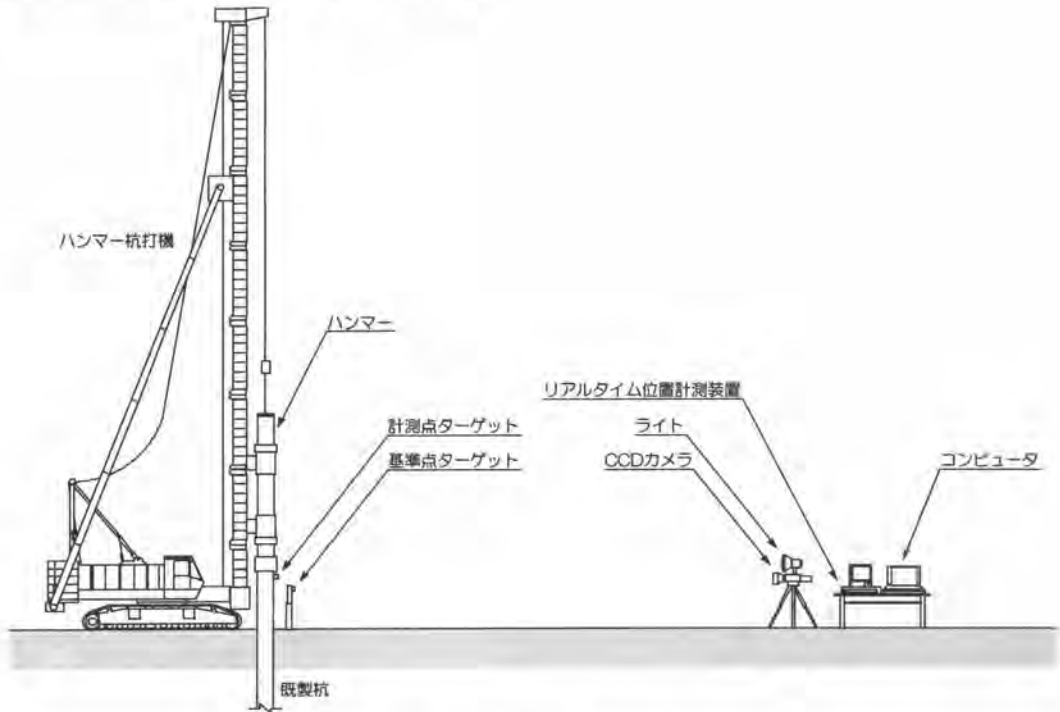 ハンマー杭打機
ハンマー
計測点ターゲット
基準点ターゲット
リアルタイム位置計測装置
ライト
CCDカメラ
コンピュータ
既製杭